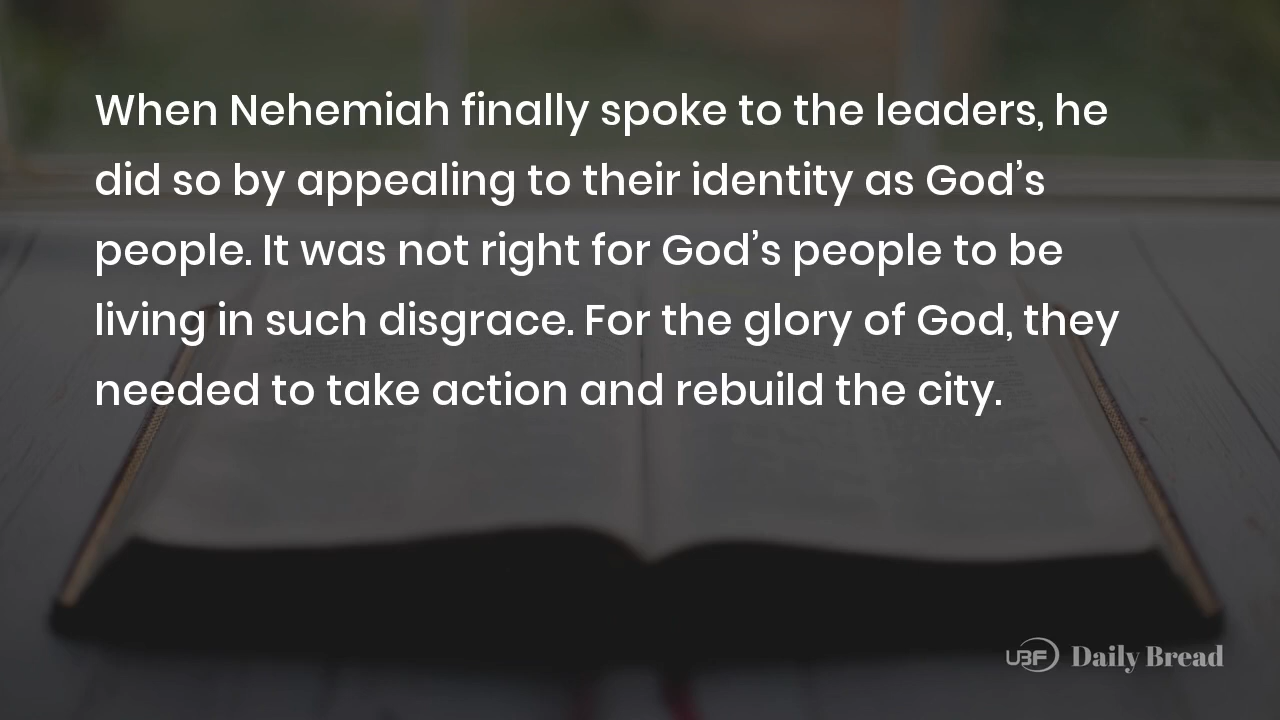 When Nehemiah finally spoke to the leaders, he
did so by appealing to their identity as God’s
people. It was not right for God’s people to be
living in such disgrace. For the glory of God, they
needed to take action and rebuild the city.
UBF Daily Bread